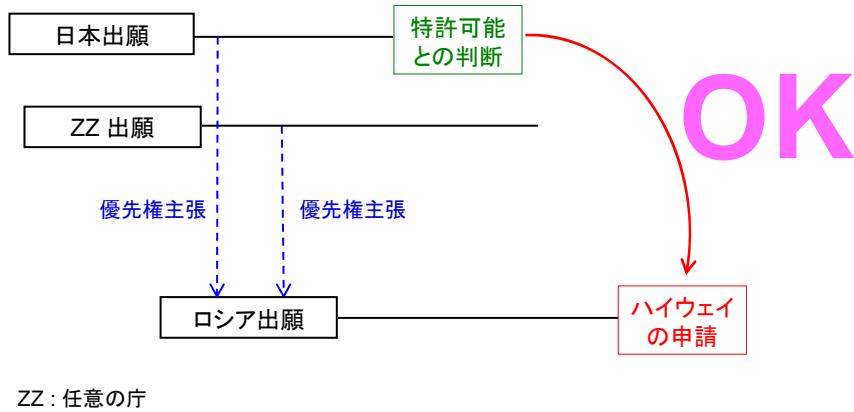 日本出願
特許可能
との判断
OK
ZZ 出願
優先権主張
優先権主張
ロシア出願
ハイウェイ
の申請
ZZ : 任意の庁